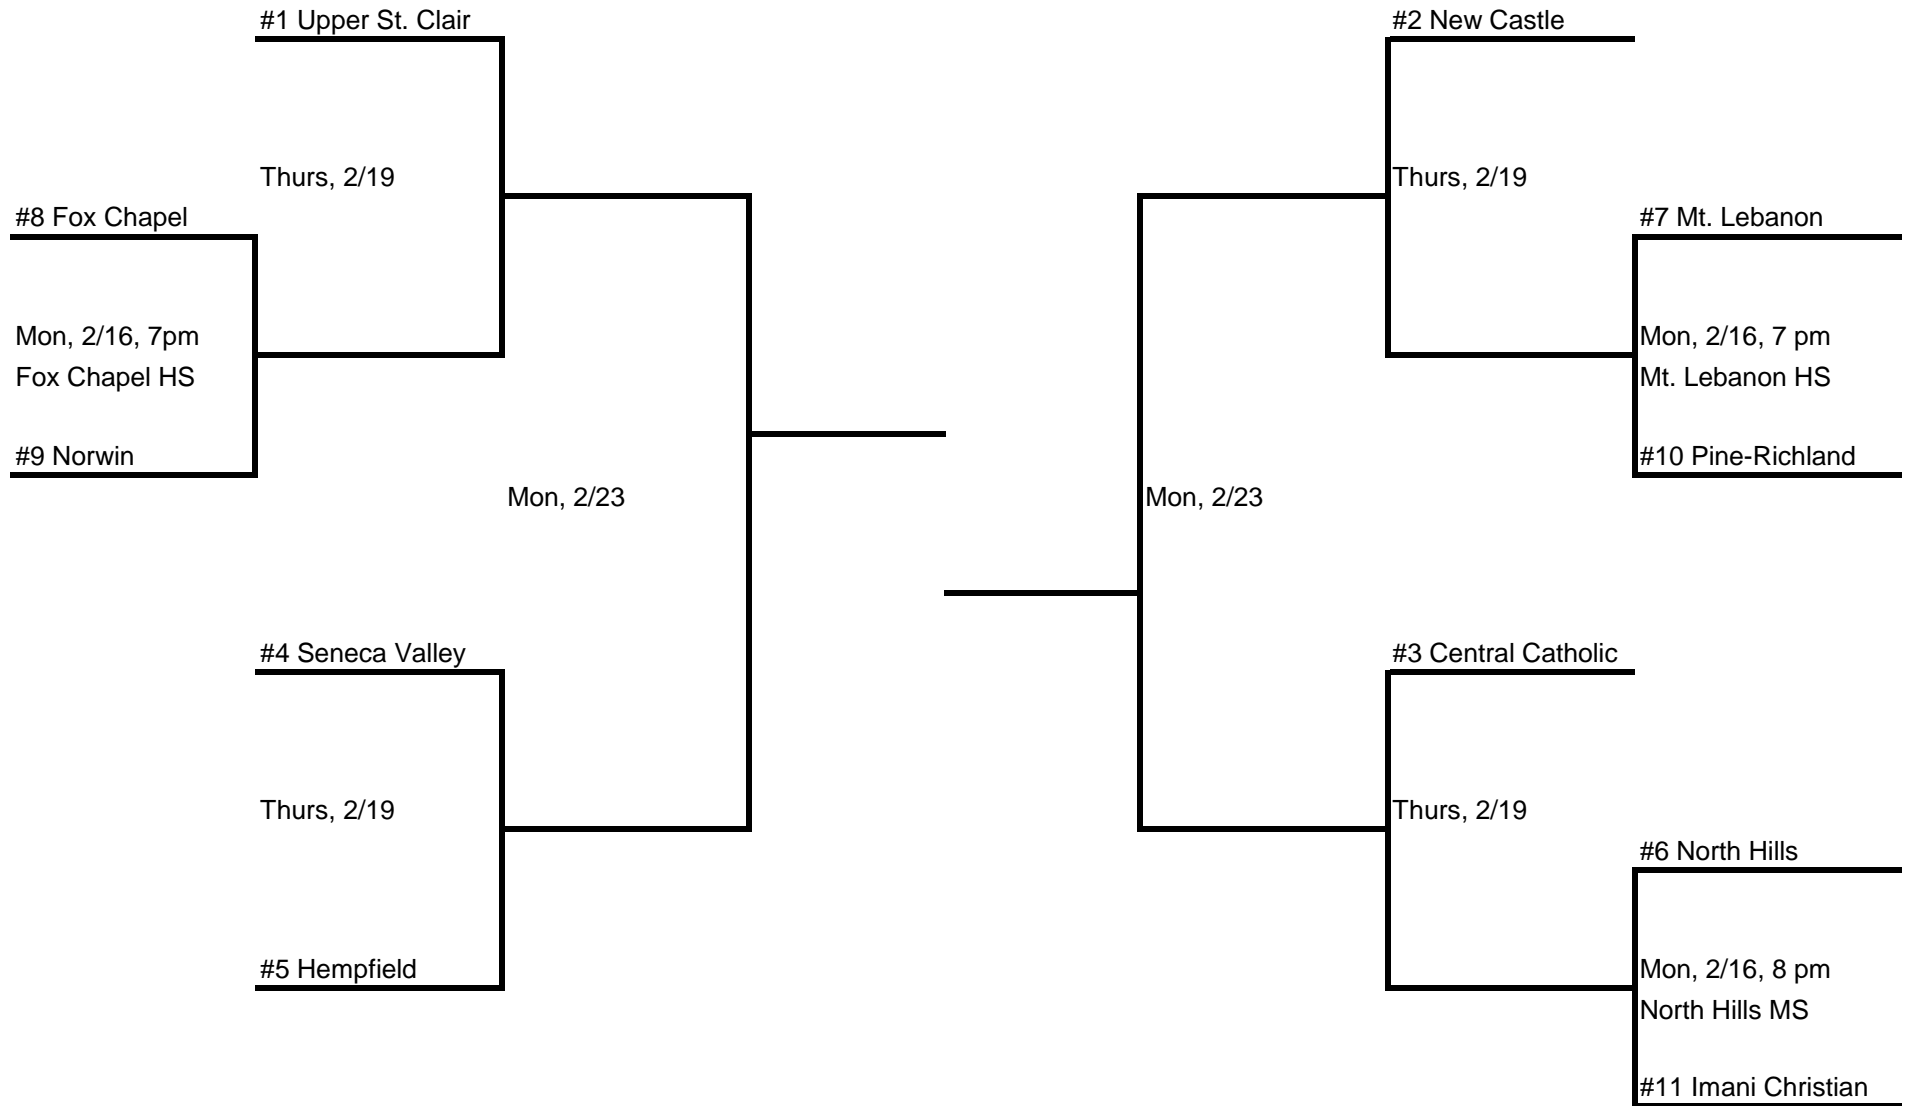 #1 Upper St. Clair
#2 New Castle
Thurs, 2/19
Thurs, 2/19
#8 Fox Chapel
#7 Mt. Lebanon
Mon, 2/16, 7pm
Fox Chapel HS
Mon, 2/16, 7 pm
Mt. Lebanon HS
#9 Norwin
#10 Pine-Richland
Mon, 2/23
Mon, 2/23
#4 Seneca Valley
#3 Central Catholic
Thurs, 2/19
Thurs, 2/19
#6 North Hills
#5 Hempfield
Mon, 2/16, 8 pm
North Hills MS
#11 Imani Christian